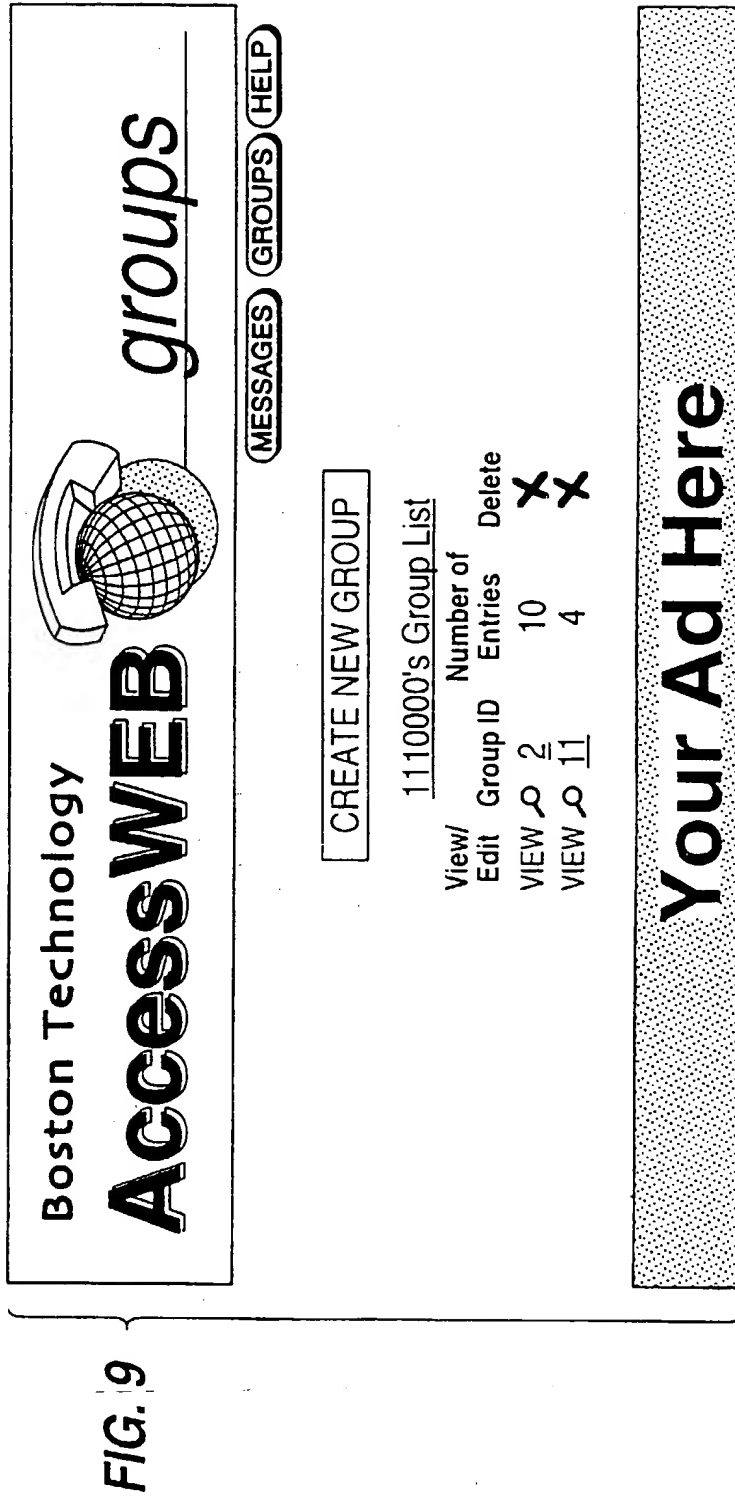 FIG. 9
Boston Technology
AccessWEB groups
MESSAGES GROUPS HELP
CREATE NEW GROUP
1110000's Group List
View/ Number of
Edit Group ID Entries Delete
VIEW 2 10 X
VIEW 11 4 X
Your Ad Here